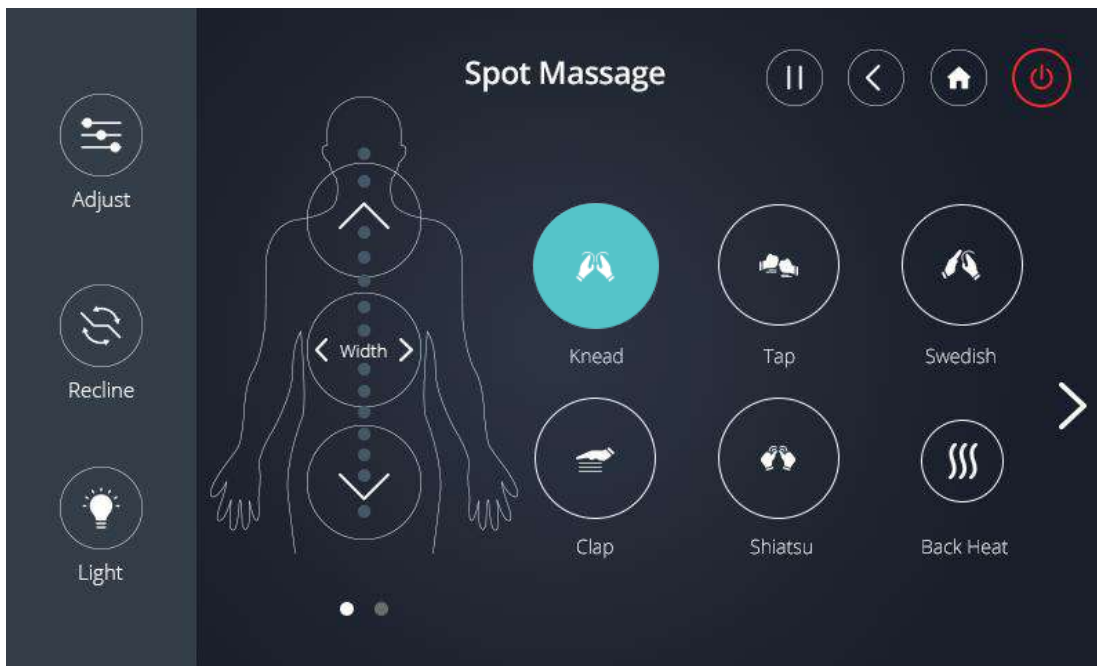 Spot Massage
Adjust
Recline
Light
Width
Knead
Tap
Swedish
Clap
Shiatsu
Back Heat